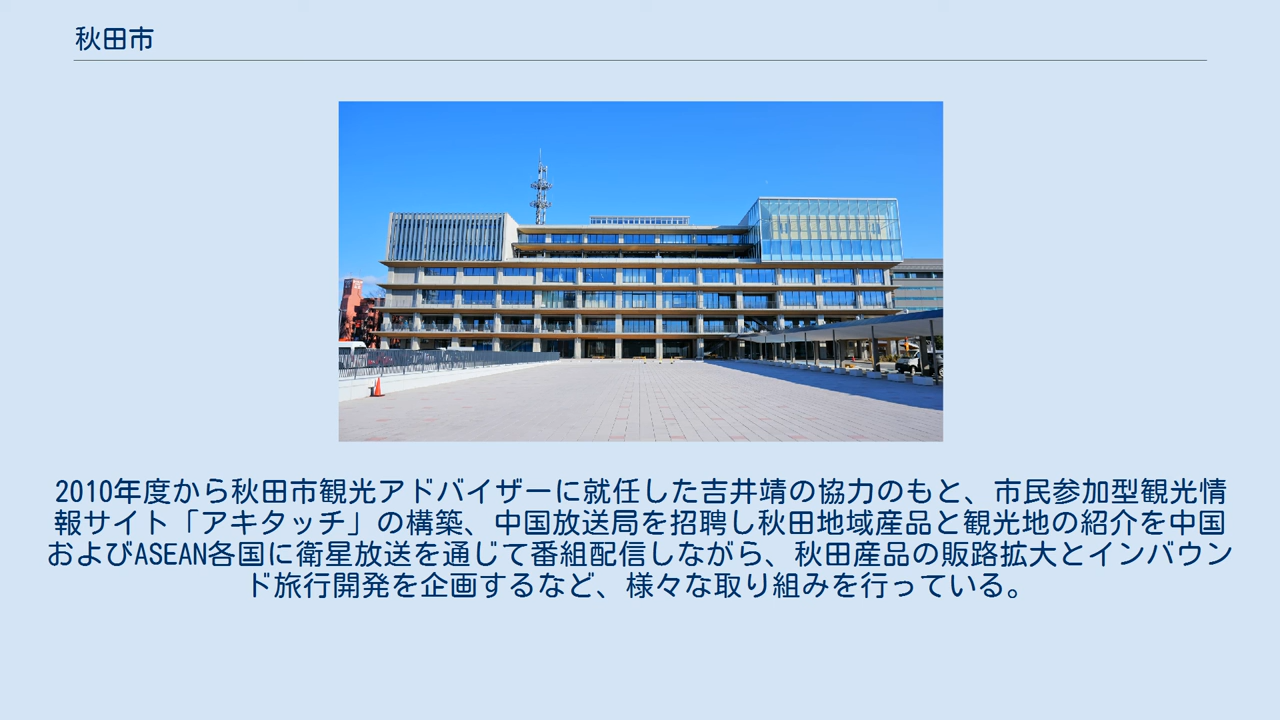 秋田市
2010年度から秋田市観光アドバイザーに就任した吉井靖の協力のもと、市民参加型観光情
報サイト「アキタッチ」の構築、中国放送局を招聘し秋田地域産品と観光地の紹介を中国
およびASEAN各国に衛星放送を通じて番組配信しながら、秋田産品の販路拡大とインバウン
ド旅行開発を企画するなど、様々な取り組みを行っている。